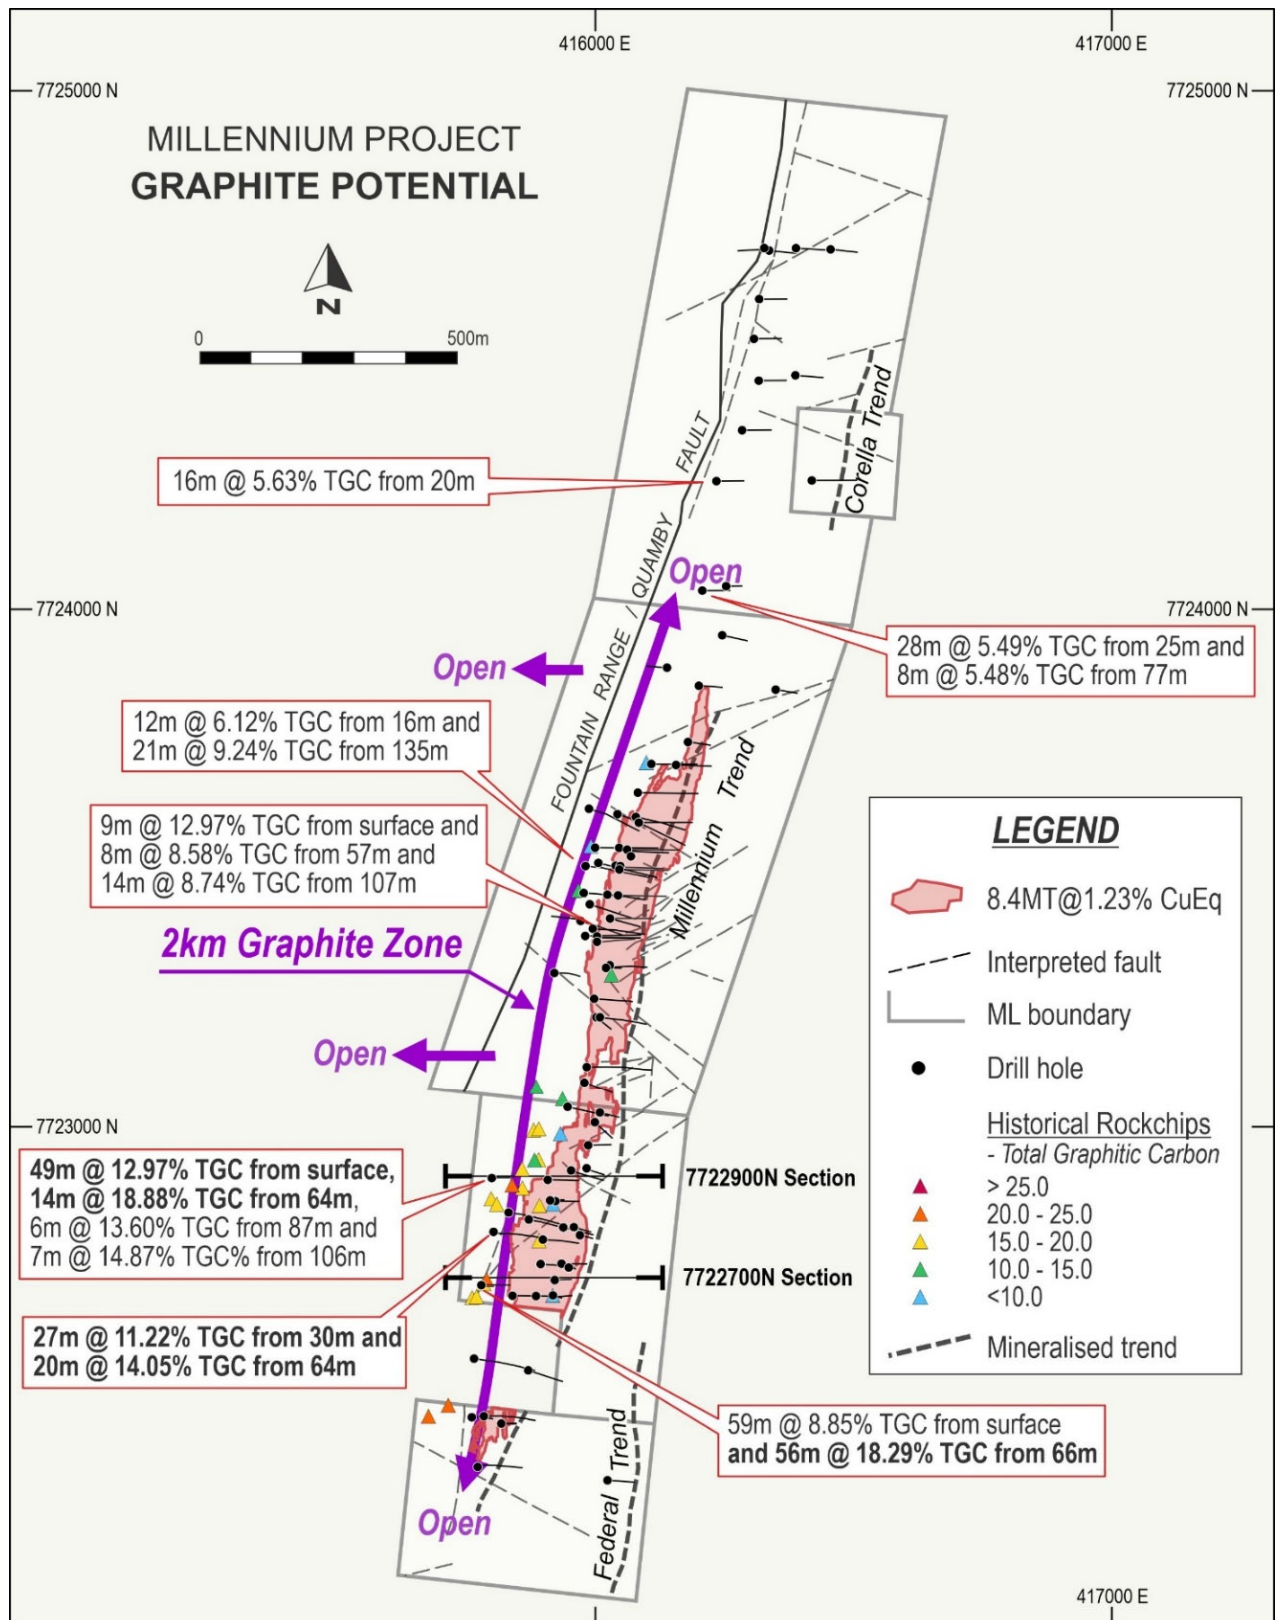 416000 E
417000 E
7725000 N
7725000 N
MILLENNIUM PROJECT
GRAPHITE POTENTIAL
N
0
500m
Corella Trend
16m @ 5.63% TGC from 20m
FOUNTAIN RANGE / QUAMBY FAULT
Open
7724000 N
7724000 N
28m @ 5.49% TGC from 25m and
8m @ 5.48% TGC from 77m
Open
12m @ 6.12% TGC from 16m and
21m @ 9.24% TGC from 135m
Millennium Trend
9m @ 12.97% TGC from surface and
8m @ 8.58% TGC from 57m and
14m @ 8.74% TGC from 107m
2km Graphite Zone
Open
LEGEND
8.4MT@1.23% CuEq
Interpreted fault
ML boundary
Drill hole
Historical Rockchips
- Total Graphitic Carbon
> 25.0
20.0 - 25.0
15.0 - 20.0
10.0 - 15.0
<10.0
Mineralised trend
7723000 N
49m @ 12.97% TGC from surface,
14m @ 18.88% TGC from 64m,
6m @ 13.60% TGC from 87m and
7m @ 14.87% TGC% from 106m
7722900N Section
7722700N Section
27m @ 11.22% TGC from 30m and
20m @ 14.05% TGC from 64m
59m @ 8.85% TGC from surface
and 56m @ 18.29% TGC from 66m
Federal Trend
Open
417000 E